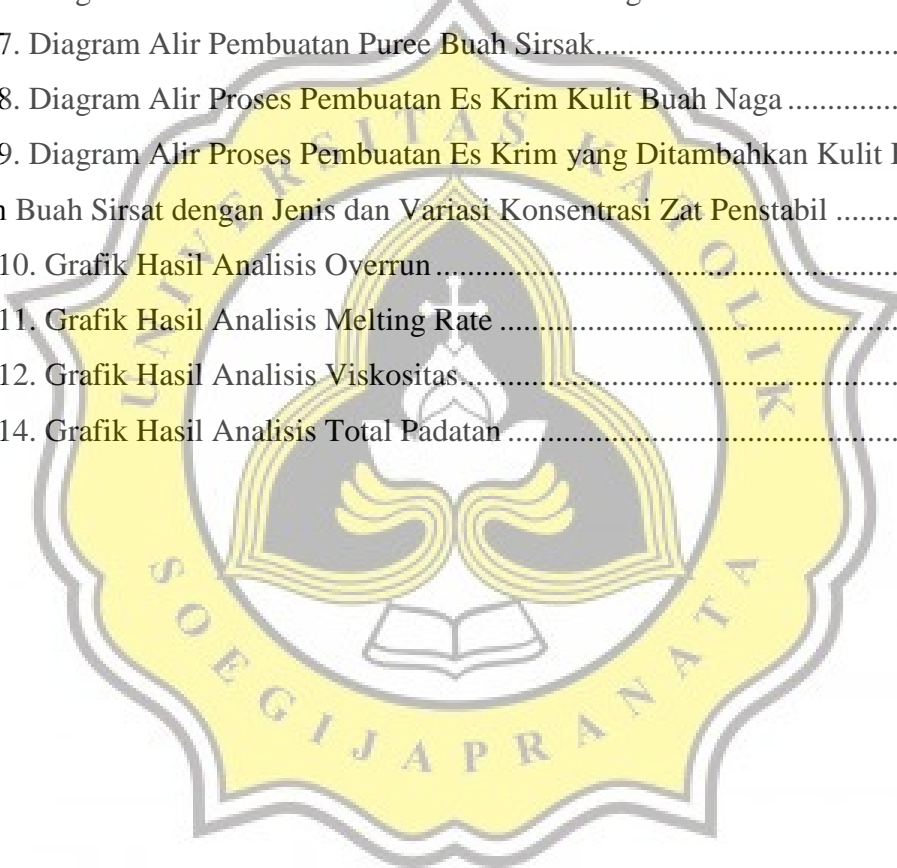 7. Diagram Alir Pembuatan Puree Buah Sirsak....................................
8. Diagram Alir Proses Pembuatan Es Krim Kulit Buah Naga ..............
9. Diagram Alir Proses Pembuatan Es Krim yang Ditambahkan Kulit
Buah Sirsat dengan Jenis dan Variasi Konsentrasi Zat Penstabil ........
10. Grafik Hasil Analisis Overrun .........................................................
11. Grafik Hasil Analisis Melting Rate ..................................................
12. Grafik Hasil Analisis Viskositas.......................................................
14. Grafik Hasil Analisis Total Padatan .................................................
UNIVERSITAS KATOLIK
SOEGIJAPRANATA